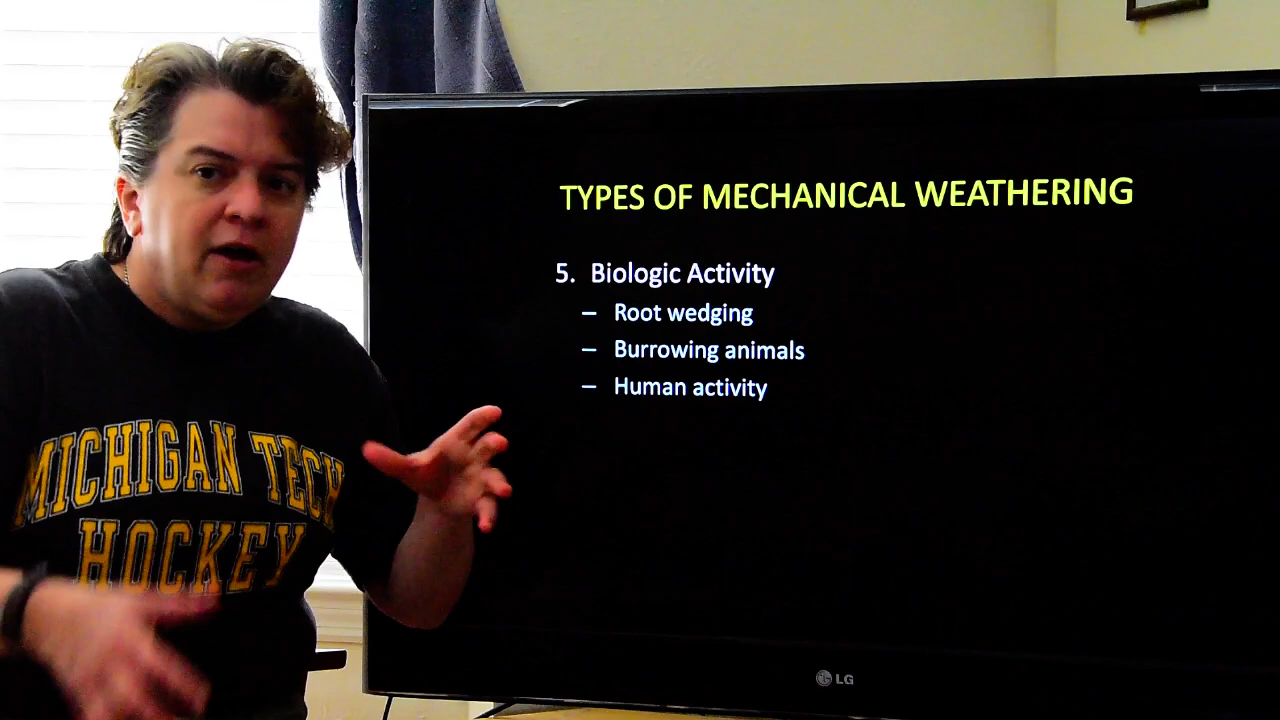 TYPES OF MECHANICAL WEATHERING
5. Biologic Activity
– Root wedging
– Burrowing animals
– Human activity
MICHIGAN TECH
HOCKEY
LG